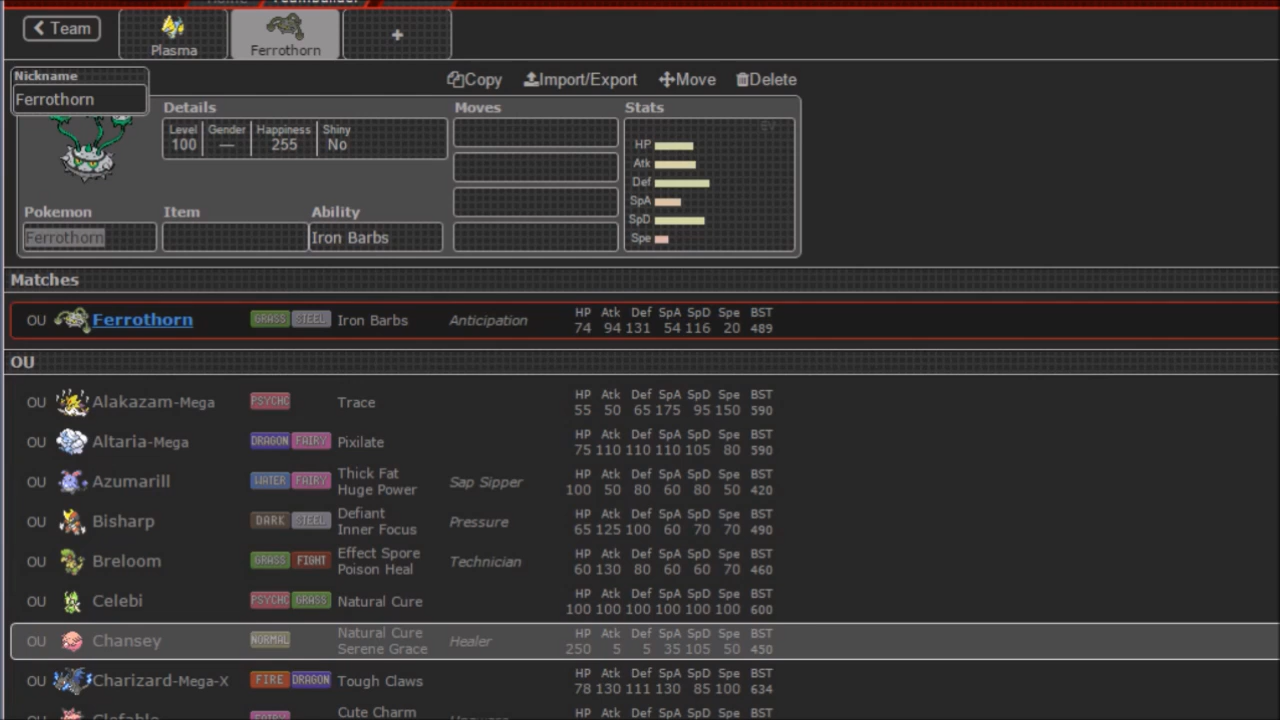 Home Teambuilder
Team
Plasma
Ferrothorn
+
Nickname
Ferrothorn
Copy Import/Export Move Delete
Details
Moves
Stats
Level Gender Happiness Shiny
100 — 255 No
HP
Atk
Def
SpA
SpD
Spe
EV
Pokemon Item Ability
Ferrothorn Iron Barbs
Matches
OU Ferrothorn GRASS STEEL Iron Barbs Anticipation HP Atk Def SpA SpD Spe BST
74 94 131 54 116 20 489
OU
HP Atk Def SpA SpD Spe BST
OU Alakazam-Mega PSYCHC Trace 55 50 65 175 95 150 590
HP Atk Def SpA SpD Spe BST
OU Altaria-Mega DRAGON FAIRY Pixilate 75 110 110 110 105 80 590
Thick Fat HP Atk Def SpA SpD Spe BST
OU Azumarill WATER FAIRY Huge Power Sap Sipper 100 50 80 60 80 50 420
Defiant HP Atk Def SpA SpD Spe BST
OU Bisharp DARK STEEL Inner Focus Pressure 65 125 100 60 70 70 490
Effect Spore HP Atk Def SpA SpD Spe BST
OU Breloom GRASS FIGHT Poison Heal Technician 60 130 80 60 60 70 460
HP Atk Def SpA SpD Spe BST
OU Celebi PSYCHC GRASS Natural Cure 100 100 100 100 100 100 600
Natural Cure HP Atk Def SpA SpD Spe BST
OU Chansey NORMAL Serene Grace Healer 250 5 5 35 105 50 450
HP Atk Def SpA SpD Spe BST
OU Charizard-Mega-X FIRE DRAGON Tough Claws 78 130 111 130 85 100 634
Cute Charm HP Atk Def SpA SpD Spe BST
OU Clefable FAIRY Unaware